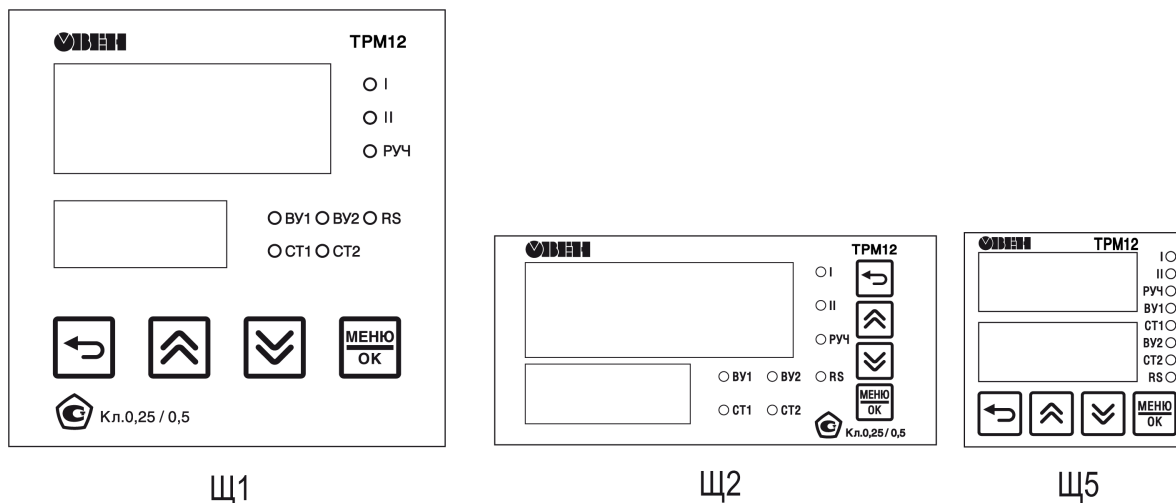 ОВЕН ТРМ12
I
II
РУЧ
ВУ1 ВУ2 RS
СТ1 СТ2
МЕНЮ
ОК
Кл.0,25 / 0,5
Щ1
ОВЕН ТРМ12
I
II
РУЧ
ВУ1 ВУ2 RS
СТ1 СТ2
МЕНЮ
ОК
Кл.0,25 / 0,5
Щ2
ОВЕН ТРМ12
I
II
РУЧ
ВУ1
СТ1
ВУ2
СТ2
RS
МЕНЮ
ОК
Щ5